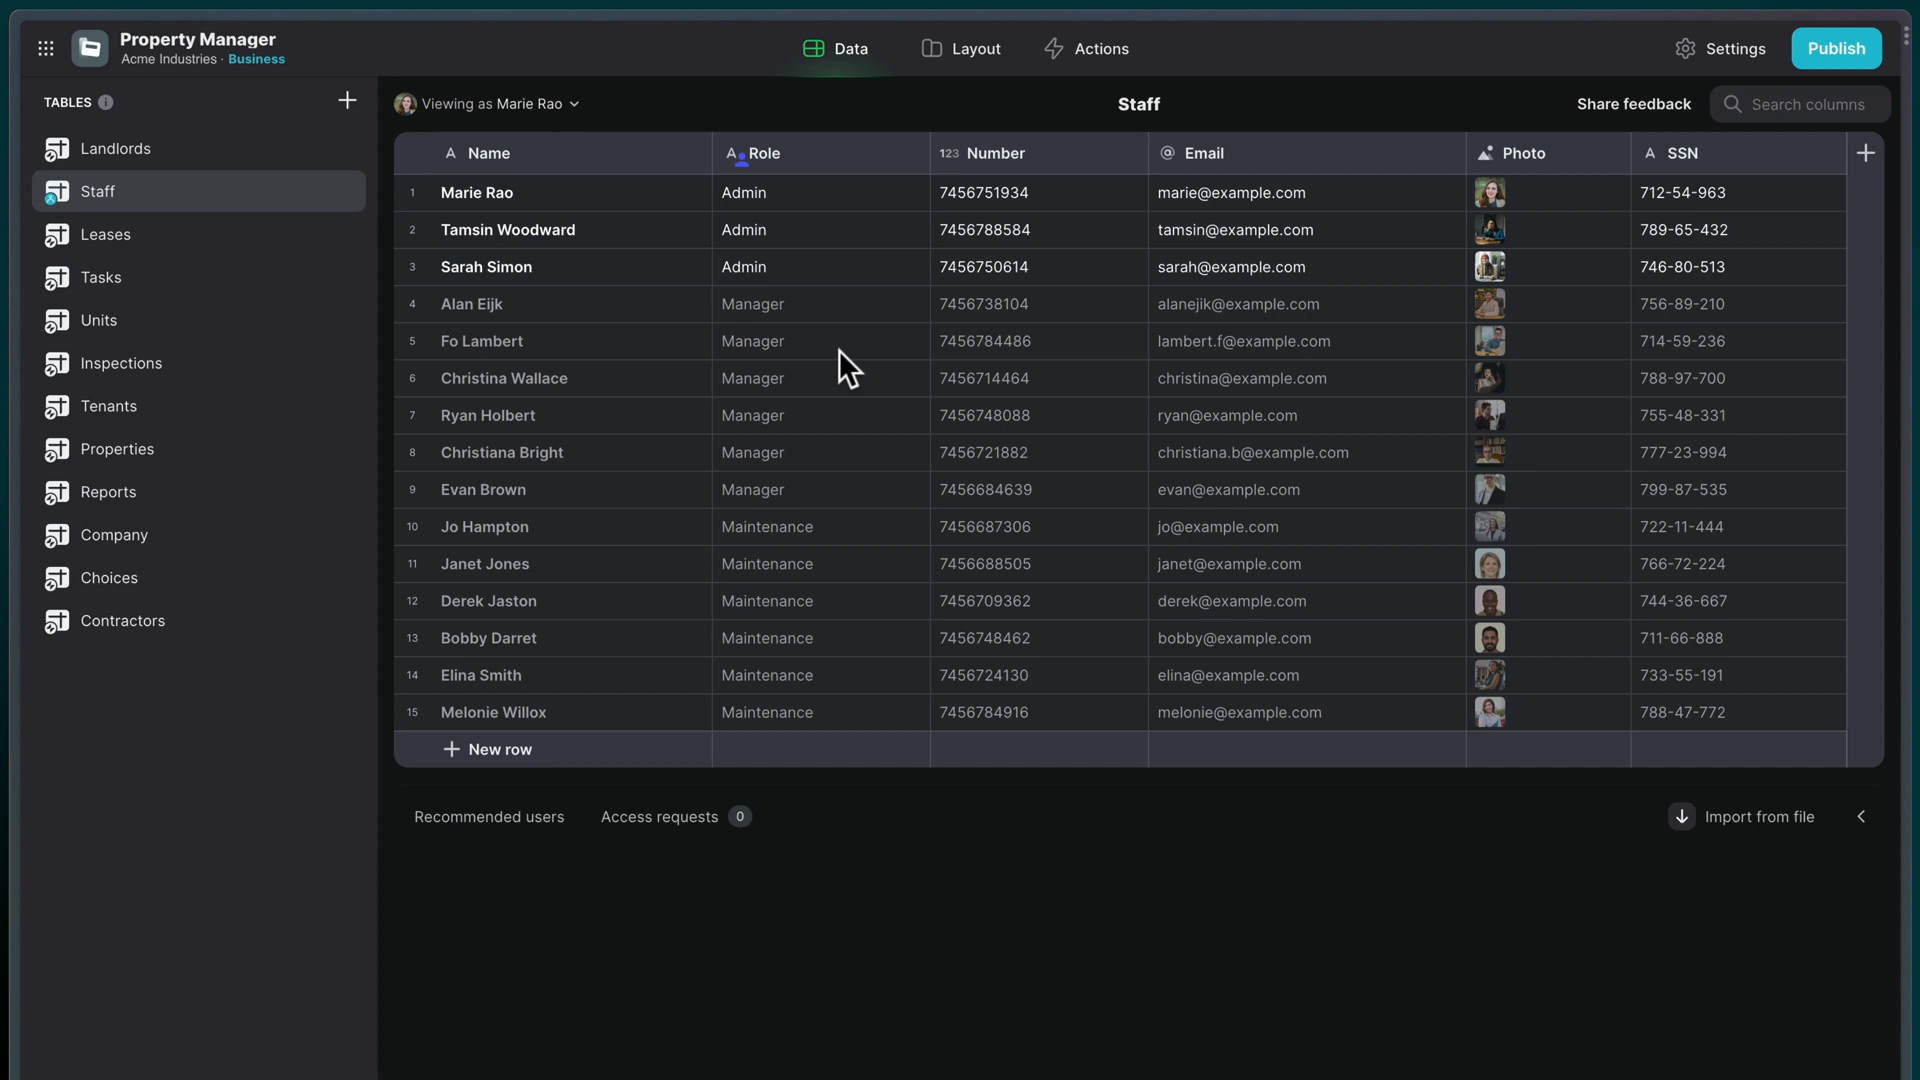 Property Manager
Acme Industries · Business
Data
Layout
Actions
Settings
Publish
TABLES
Landlords
Staff
Leases
Tasks
Units
Inspections
Tenants
Properties
Reports
Company
Choices
Contractors
Viewing as Marie Rao
Staff
Share feedback
Search columns
A Name A Role 123 Number @ Email Photo A SSN
1 Marie Rao Admin 7456751934 marie@example.com 712-54-963
2 Tamsin Woodward Admin 7456788584 tamsin@example.com 789-65-432
3 Sarah Simon Admin 7456750614 sarah@example.com 746-80-513
4 Alan Eijk Manager 7456738104 alanejik@example.com 756-89-210
5 Fo Lambert Manager 7456784486 lambert.f@example.com 714-59-236
6 Christina Wallace Manager 7456714464 christina@example.com 788-97-700
7 Ryan Holbert Manager 7456748088 ryan@example.com 755-48-331
8 Christiana Bright Manager 7456721882 christiana.b@example.com 777-23-994
9 Evan Brown Manager 7456684639 evan@example.com 799-87-535
10 Jo Hampton Maintenance 7456687306 jo@example.com 722-11-444
11 Janet Jones Maintenance 7456688505 janet@example.com 766-72-224
12 Derek Jaston Maintenance 7456709362 derek@example.com 744-36-667
13 Bobby Darret Maintenance 7456748462 bobby@example.com 711-66-888
14 Elina Smith Maintenance 7456724130 elina@example.com 733-55-191
15 Melonie Willox Maintenance 7456784916 melonie@example.com 788-47-772
New row
Recommended users
Access requests 0
Import from file